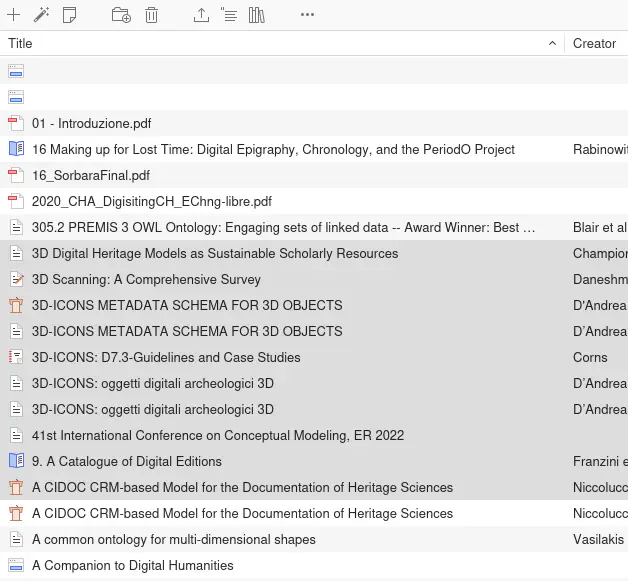 Title Creator
01 - Introduzione.pdf
16 Making up for Lost Time: Digital Epigraphy, Chronology, and the PeriodO Project Rabinowi
16_SorbaraFinal.pdf
2020_CHA_DigisitingCH_EChng-libre.pdf
305.2 PREMIS 3 OWL Ontology: Engaging sets of linked data -- Award Winner: Best ... Blair et al
3D Digital Heritage Models as Sustainable Scholarly Resources Champion
3D Scanning: A Comprehensive Survey Daneshm
3D-ICONS METADATA SCHEMA FOR 3D OBJECTS D'Andrea
3D-ICONS METADATA SCHEMA FOR 3D OBJECTS D’Andrea
3D-ICONS: D7.3-Guidelines and Case Studies Corns
3D-ICONS: oggetti digitali archeologici 3D D’Andrea
3D-ICONS: oggetti digitali archeologici 3D D’Andrea
41st International Conference on Conceptual Modeling, ER 2022
9. A Catalogue of Digital Editions Franzini e
A CIDOC CRM-based Model for the Documentation of Heritage Sciences Niccolucc
A CIDOC CRM-based Model for the Documentation of Heritage Sciences Niccolucc
A common ontology for multi-dimensional shapes Vasilakis
A Companion to Digital Humanities